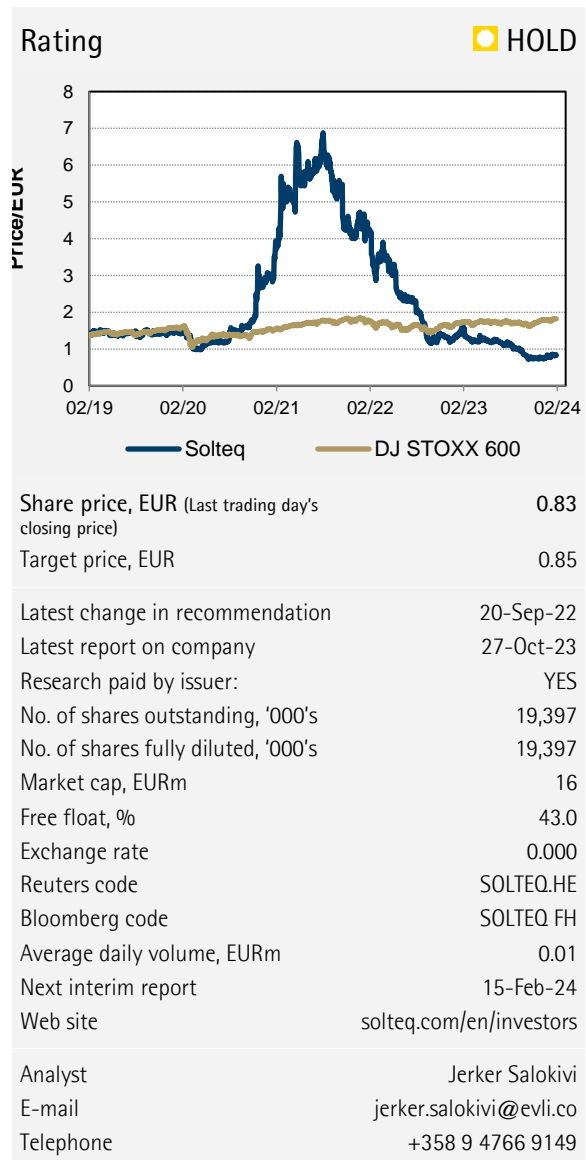 Rating HOLD
Price/EUR
8
7
6
5
4
3
2
1
0
02/19 02/20 02/21 02/22 02/23 02/24
Solteq DJ STOXX 600
Share price, EUR (Last trading day's 0.83
closing price)
Target price, EUR 0.85
Latest change in recommendation 20-Sep-22
Latest report on company 27-Oct-23
Research paid by issuer: YES
No. of shares outstanding, '000's 19,397
No. of shares fully diluted, '000's 19,397
Market cap, EURm 16
Free float, % 43.0
Exchange rate 0.000
Reuters code SOLTEQ.HE
Bloomberg code SOLTEQ FH
Average daily volume, EURm 0.01
Next interim report 15-Feb-24
Web site solteq.com/en/investors
Analyst Jerker Salokivi
E-mail jerker.salokivi@evli.co
Telephone +358 9 4766 9149